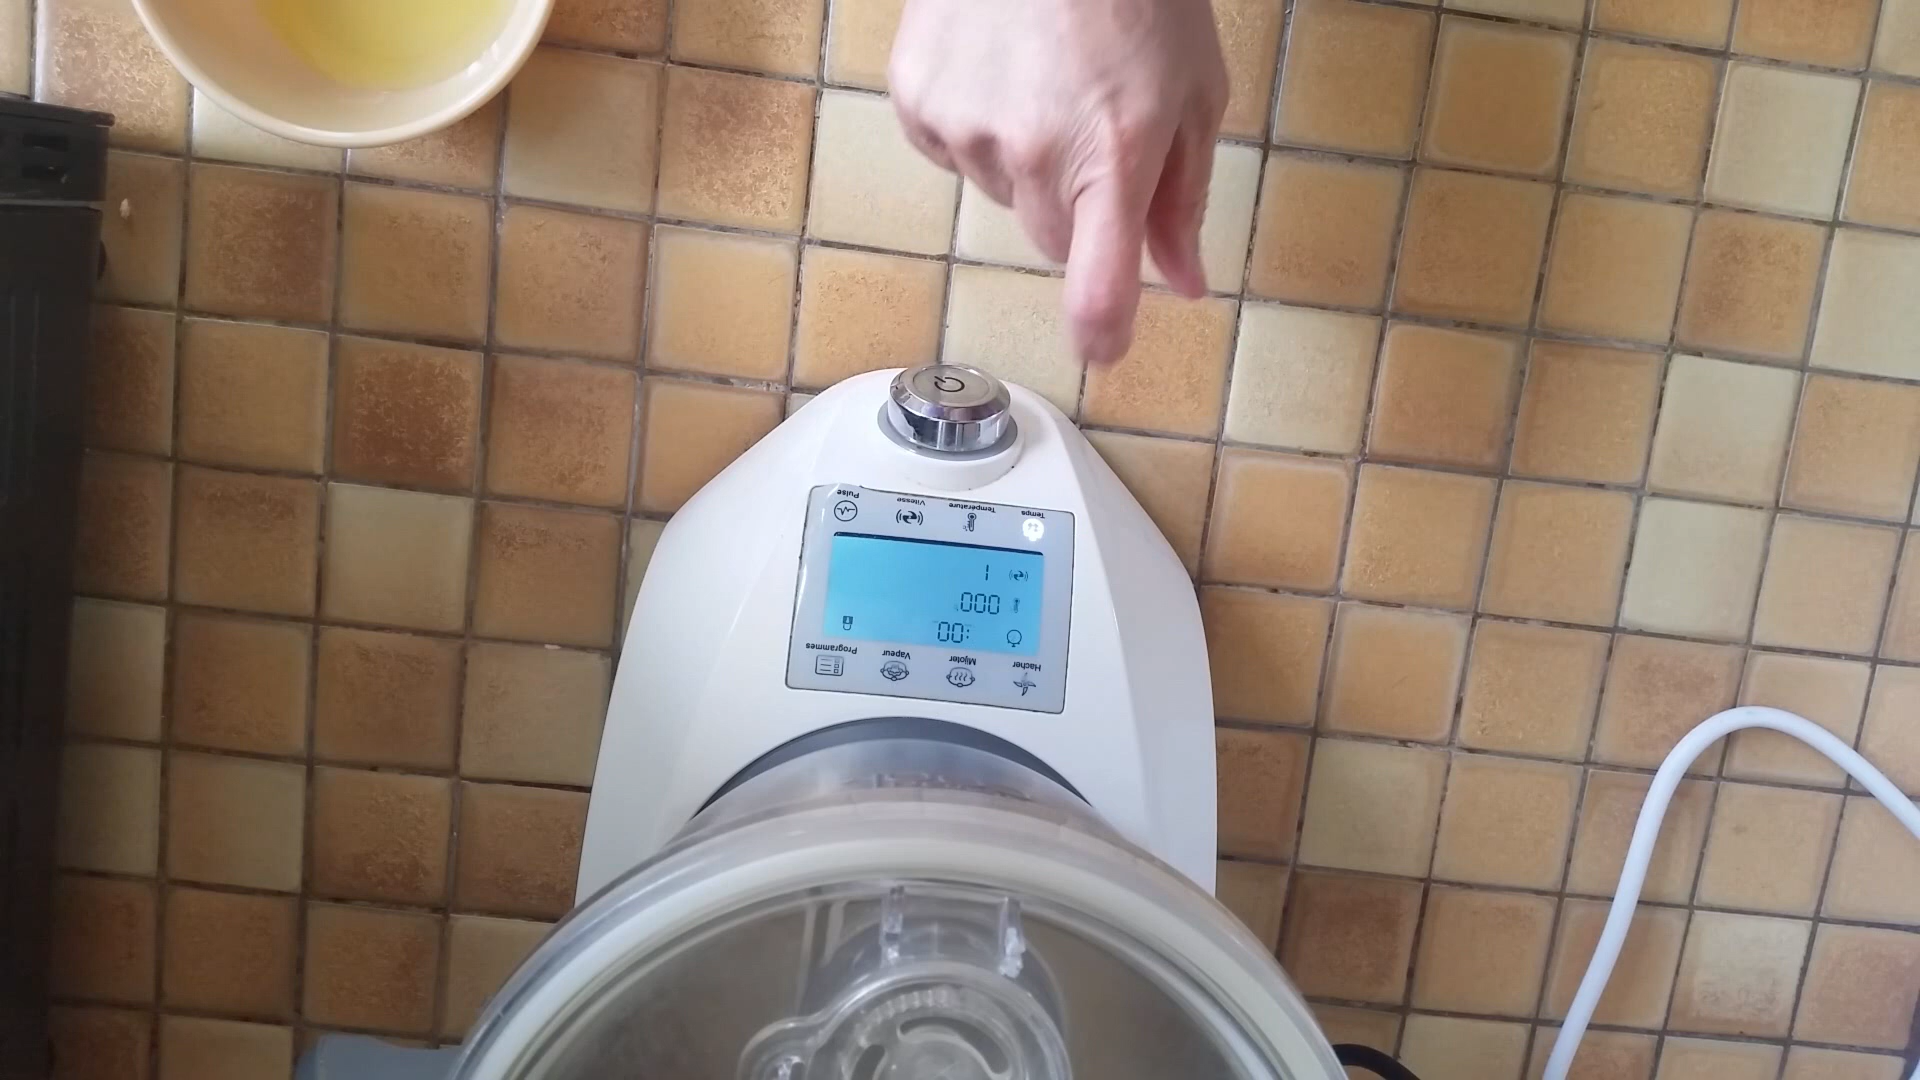 Hacher Mijoter Vapeur Programmes
:00
000
1
Temps Température Vitesse Pulse